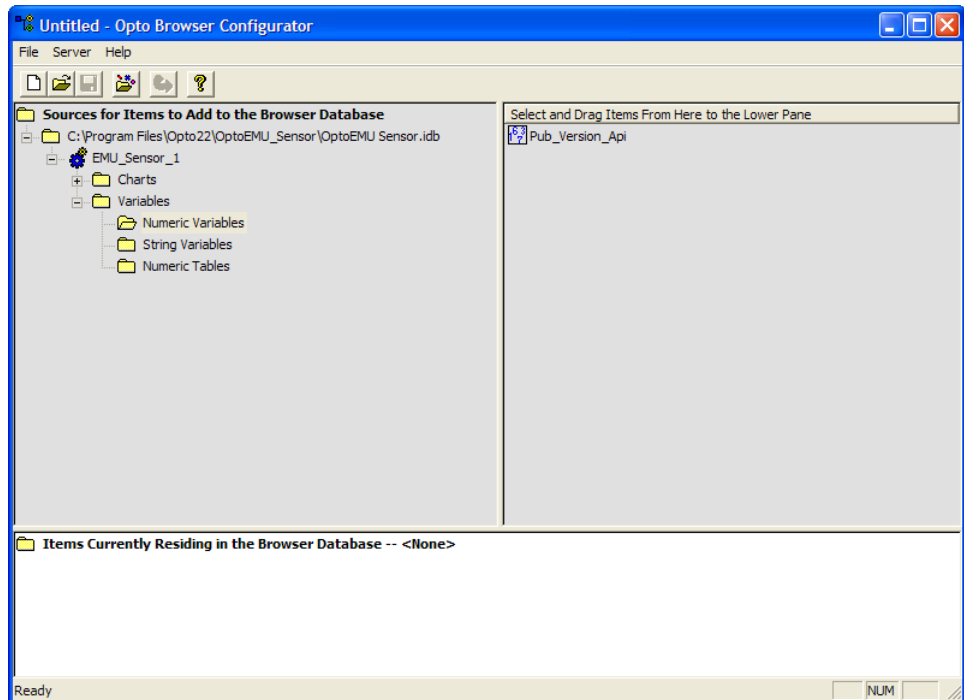 Untitled - Opto Browser Configurator
File Server Help
Sources for Items to Add to the Browser Database
C:\Program Files\Opto22\OptoEMU_Sensor\OptoEMU Sensor.idb
EMU_Sensor_1
Charts
Variables
Numeric Variables
String Variables
Numeric Tables
Select and Drag Items From Here to the Lower Pane
Pub_Version_Api
Items Currently Residing in the Browser Database -- <None>
Ready
NUM